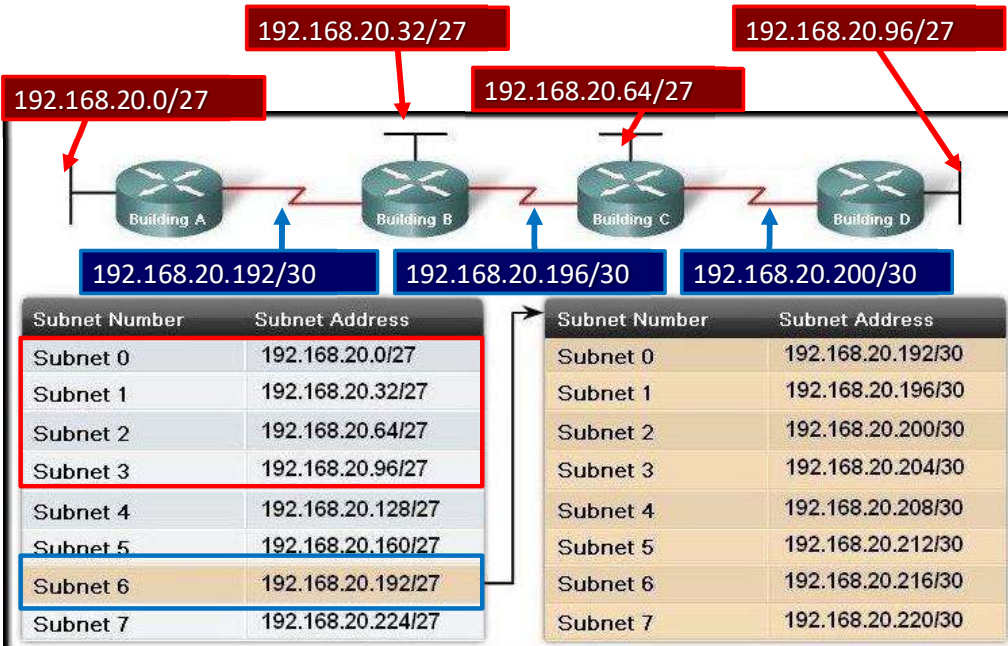 192.168.20.32/27
192.168.20.96/27
192.168.20.0/27
192.168.20.64/27
Building A
Building B
Building C
Building D
192.168.20.192/30
192.168.20.196/30
192.168.20.200/30
Subnet Number Subnet Address
Subnet 0 192.168.20.0/27
Subnet 1 192.168.20.32/27
Subnet 2 192.168.20.64/27
Subnet 3 192.168.20.96/27
Subnet 4 192.168.20.128/27
Subnet 5 192.168.20.160/27
Subnet 6 192.168.20.192/27
Subnet 7 192.168.20.224/27
Subnet Number Subnet Address
Subnet 0 192.168.20.192/30
Subnet 1 192.168.20.196/30
Subnet 2 192.168.20.200/30
Subnet 3 192.168.20.204/30
Subnet 4 192.168.20.208/30
Subnet 5 192.168.20.212/30
Subnet 6 192.168.20.216/30
Subnet 7 192.168.20.220/30